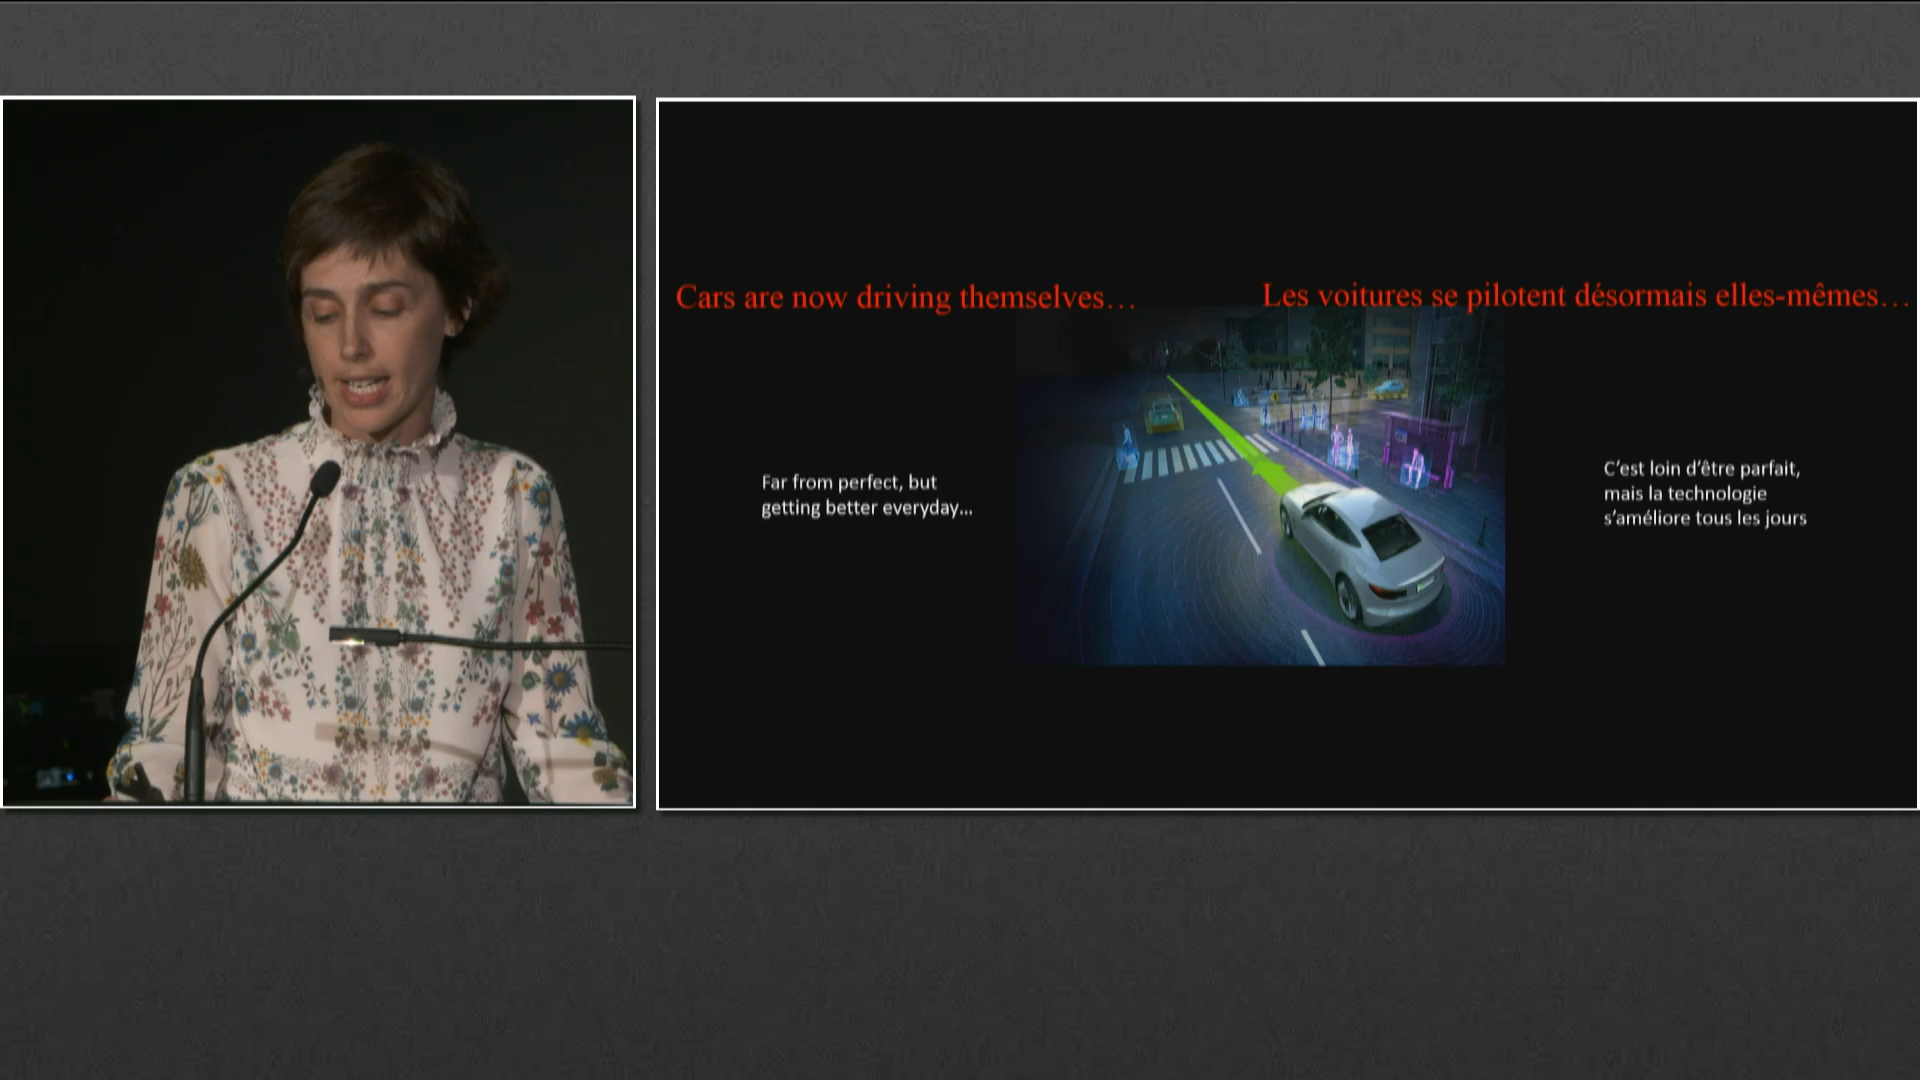 Cars are now driving themselves…
Les voitures se pilotent désormais elles-mêmes…
Far from perfect, but
getting better everyday…
C’est loin d’être parfait,
mais la technologie
s’améliore tous les jours